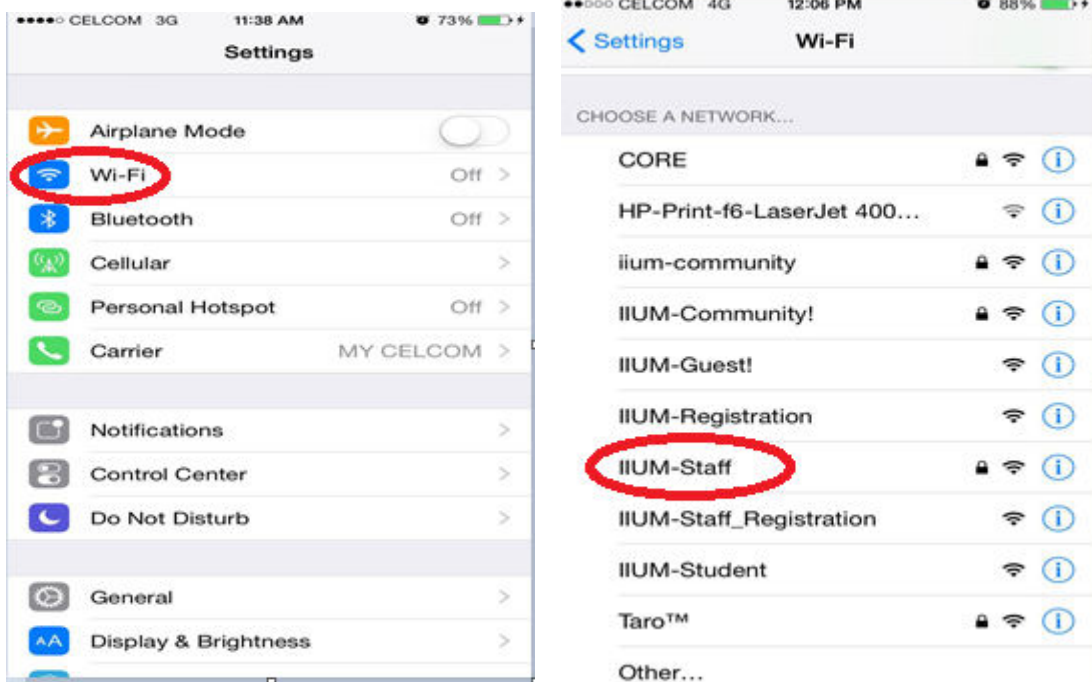 CELCOM 3G 11:38 AM 73%
Settings
Airplane Mode
Wi-Fi Off
Bluetooth Off
Cellular
Personal Hotspot Off
Carrier MY CELCOM
Notifications
Control Center
Do Not Disturb
General
AA Display & Brightness
CELCOM 4G 12:06 PM 88%
Settings Wi-Fi
CHOOSE A NETWORK...
CORE
HP-Print-f6-LaserJet 400...
iium-community
IIUM-Community!
IIUM-Guest!
IIUM-Registration
IIUM-Staff
IIUM-Staff_Registration
IIUM-Student
Taro™
Other...